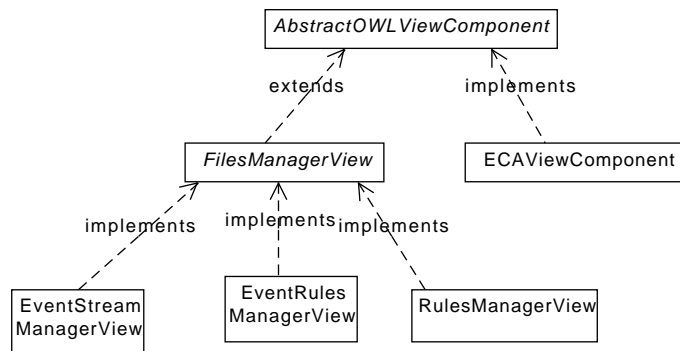 AbstractOWLViewComponent
extends
implements
FilesManagerView
ECAViewComponent
implements
implements
implements
EventStream
ManagerView
EventRules
ManagerView
RulesManagerView